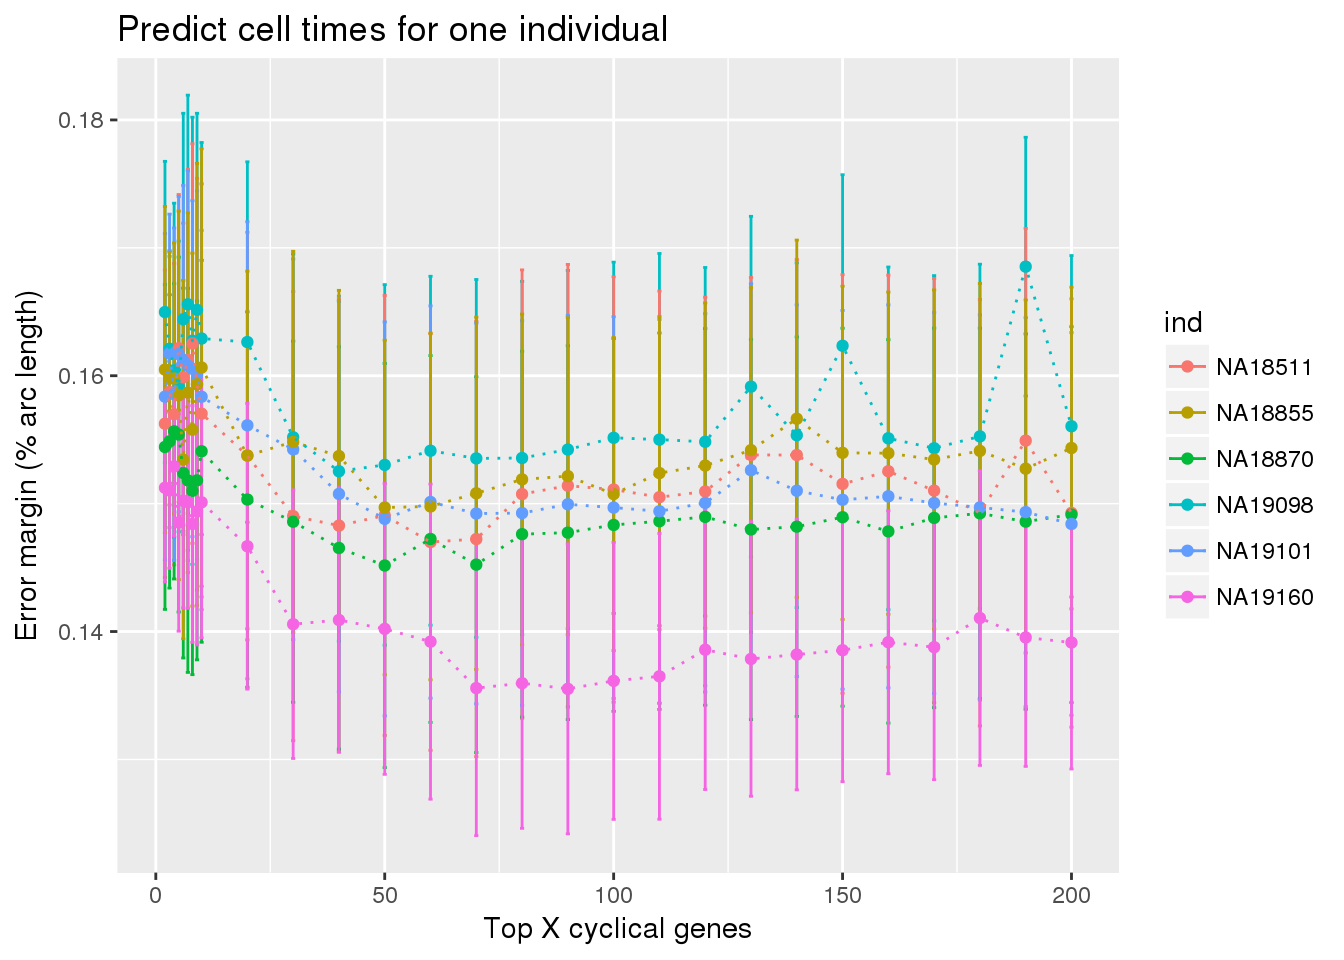 Predict cell times for one individual
0.18
0.16
0.14
Error margin (% arc length)
0
50
100
150
200
Top X cyclical genes
ind
NA18511
NA18855
NA18870
NA19098
NA19101
NA19160